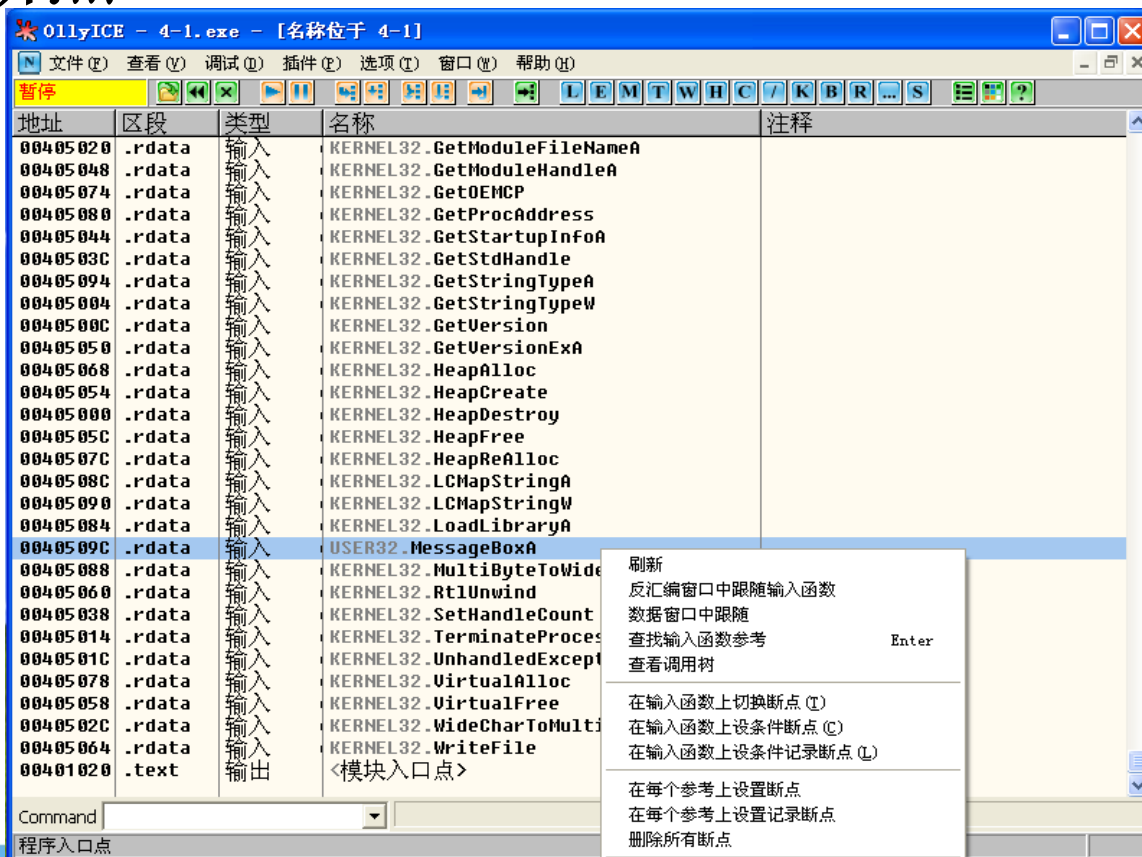 OllyICE - 4-1.exe - [名称位于 4-1]
文件(F) 查看(V) 调试(D) 插件(P) 选项(T) 窗口(W) 帮助(H)
暂停 L E M T W H C / K B R ... S ?
地址 区段 类型 名称 注释
00405020 .rdata 输入 KERNEL32.GetModuleFileNameA
00405048 .rdata 输入 KERNEL32.GetModuleHandleA
00405074 .rdata 输入 KERNEL32.GetOEMCP
00405080 .rdata 输入 KERNEL32.GetProcAddress
00405044 .rdata 输入 KERNEL32.GetStartupInfoA
0040503C .rdata 输入 KERNEL32.GetStdHandle
00405094 .rdata 输入 KERNEL32.GetStringTypeA
00405004 .rdata 输入 KERNEL32.GetStringTypeW
0040500C .rdata 输入 KERNEL32.GetVersion
00405050 .rdata 输入 KERNEL32.GetVersionExA
00405068 .rdata 输入 KERNEL32.HeapAlloc
00405054 .rdata 输入 KERNEL32.HeapCreate
00405000 .rdata 输入 KERNEL32.HeapDestroy
0040505C .rdata 输入 KERNEL32.HeapFree
0040507C .rdata 输入 KERNEL32.HeapReAlloc
0040508C .rdata 输入 KERNEL32.LCMapStringA
00405090 .rdata 输入 KERNEL32.LCMapStringW
00405084 .rdata 输入 KERNEL32.LoadLibraryA
0040509C .rdata 输入 USER32.MessageBoxA
00405088 .rdata 输入 KERNEL32.MultiByteToWide
00405060 .rdata 输入 KERNEL32.RtlUnwind
00405038 .rdata 输入 KERNEL32.SetHandleCount
00405014 .rdata 输入 KERNEL32.TerminateProces
0040501C .rdata 输入 KERNEL32.UnhandledExcept
00405078 .rdata 输入 KERNEL32.VirtualAlloc
00405058 .rdata 输入 KERNEL32.VirtualFree
0040502C .rdata 输入 KERNEL32.WideCharToMulti
00405064 .rdata 输入 KERNEL32.WriteFile
00401020 .text 输出 <模块入口点>
刷新
反汇编窗口中跟随输入函数
数据窗口中跟随
查找输入函数参考 Enter
查看调用树
在输入函数上切换断点(T)
在输入函数上设条件断点(C)
在输入函数上设条件记录断点(L)
在每个参考上设置断点
在每个参考上设置记录断点
删除所有断点
Command
程序入口点